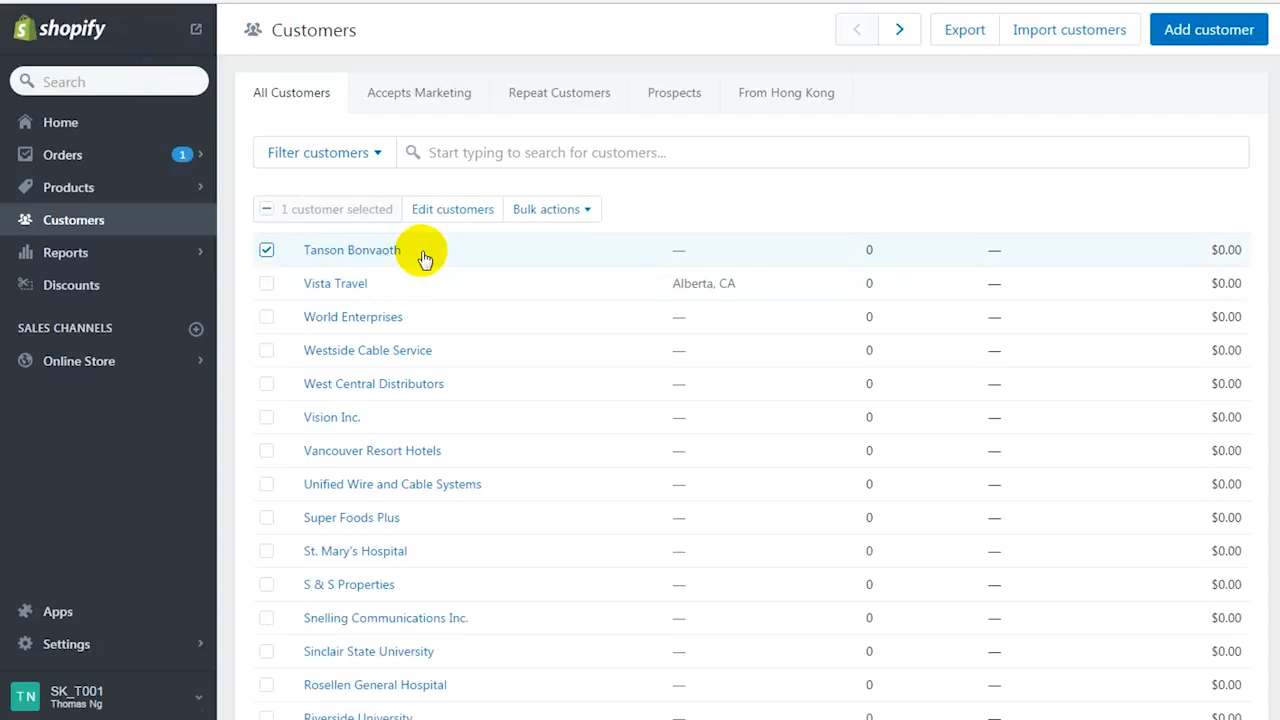 shopify
Customers
Export
Import customers
Add customer
Search
All Customers
Accepts Marketing
Repeat Customers
Prospects
From Hong Kong
Home
Orders 1
Products
Customers
Reports
Discounts
SALES CHANNELS
Online Store
Apps
Settings
TN
SK_T001
Thomas Ng
Filter customers
Start typing to search for customers...
1 customer selected
Edit customers
Bulk actions
Tanson Bonvaoth — 0 — $0.00
Vista Travel Alberta, CA 0 — $0.00
World Enterprises — 0 — $0.00
Westside Cable Service — 0 — $0.00
West Central Distributors — 0 — $0.00
Vision Inc. — 0 — $0.00
Vancouver Resort Hotels — 0 — $0.00
Unified Wire and Cable Systems — 0 — $0.00
Super Foods Plus — 0 — $0.00
St. Mary's Hospital — 0 — $0.00
S & S Properties — 0 — $0.00
Snelling Communications Inc. — 0 — $0.00
Sinclair State University — 0 — $0.00
Rosellen General Hospital — 0 — $0.00
Riverside University — 0 — $0.00